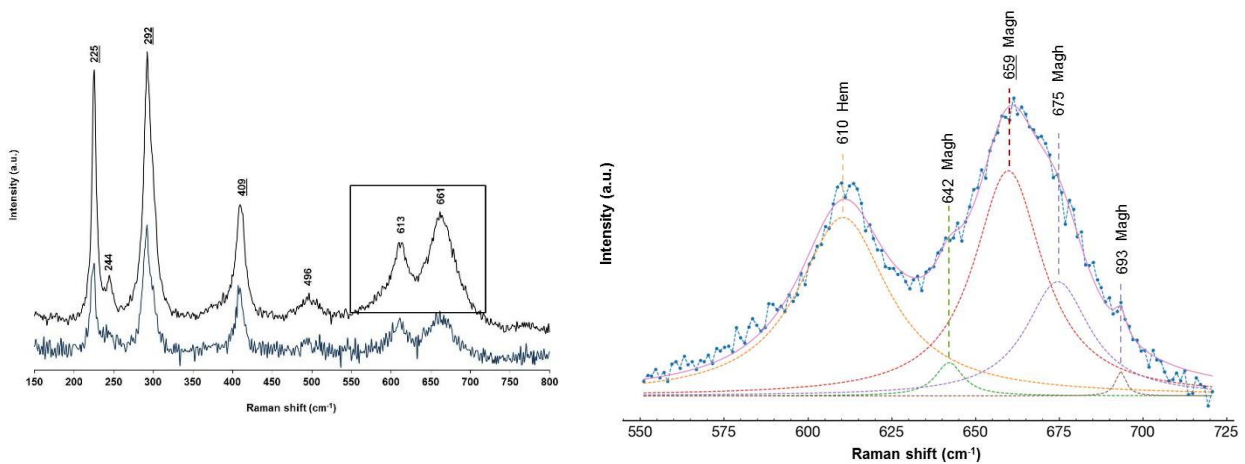 225
244
292
409
496
613
661
Intensity (a.u.)
150 200 250 300 350 400 450 500 550 600 650 700 750 800
Raman shift (cm⁻¹)
610 Hem
642 Magh
659 Magn
675 Magh
693 Magh
Intensity (a.u.)
550 575 600 625 650 675 700 725
Raman shift (cm⁻¹)